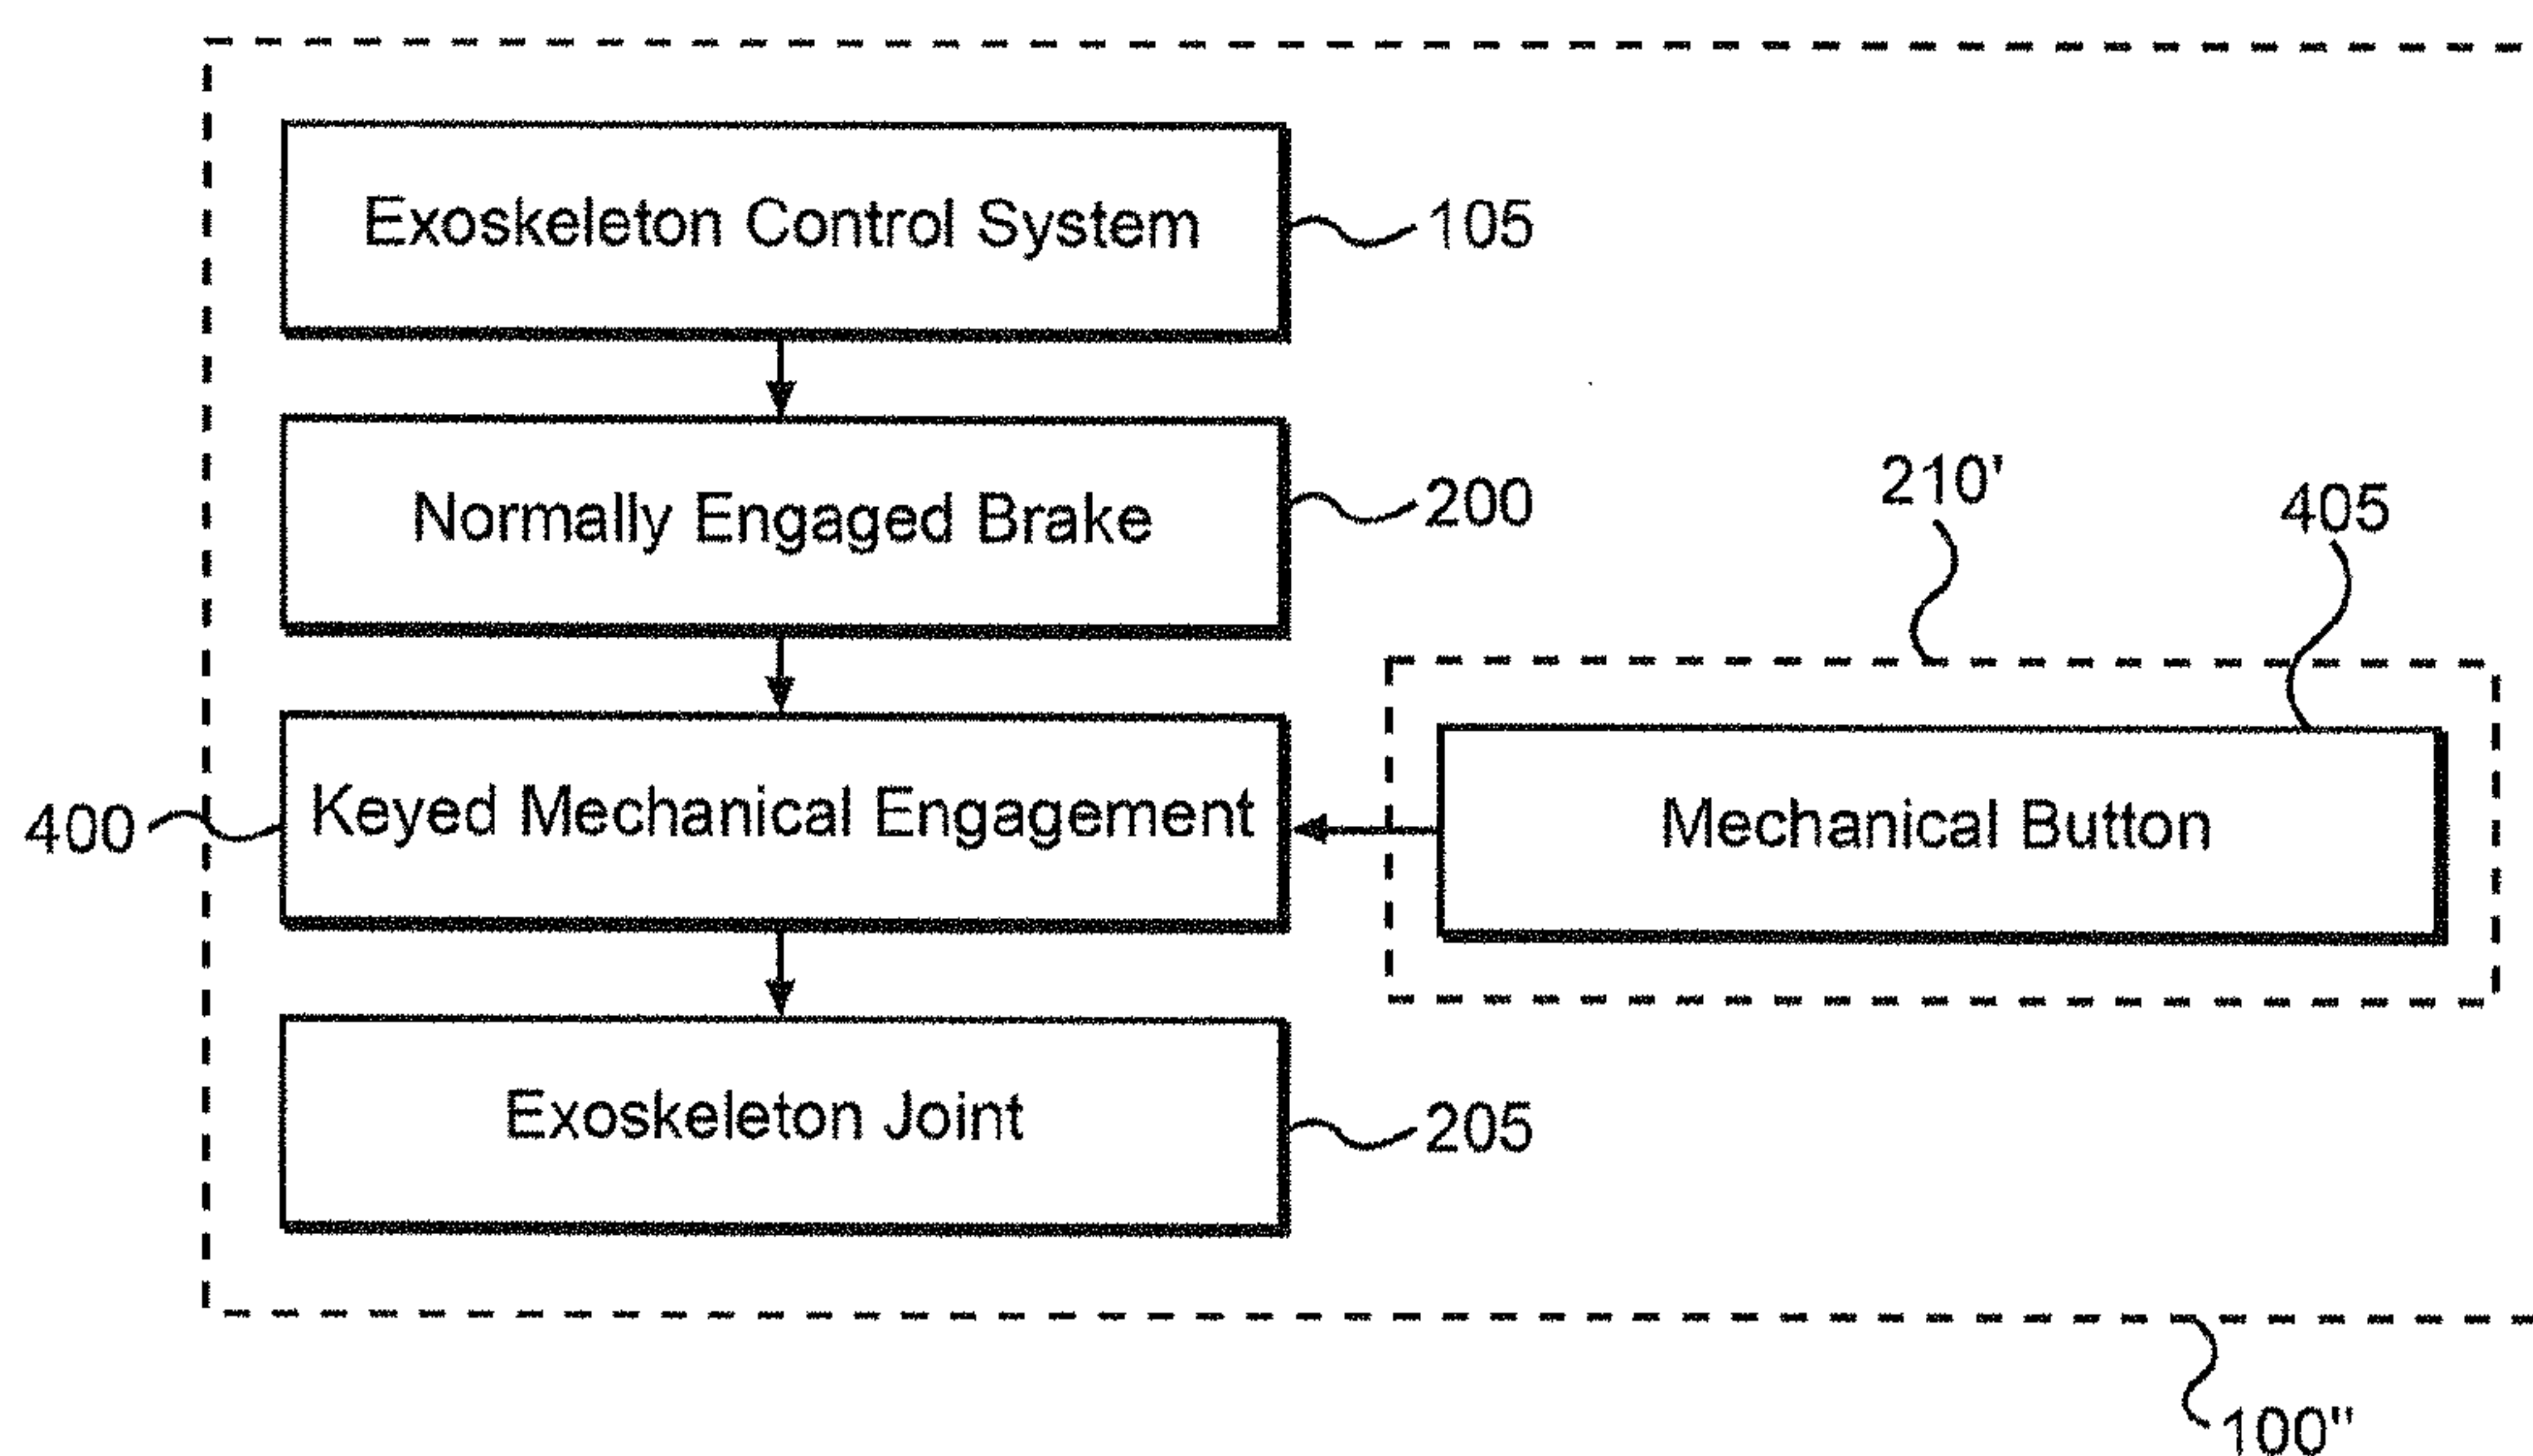 Exoskeleton Control System
105
Normally Engaged Brake
200
210'
405
400
Keyed Mechanical Engagement
Mechanical Button
Exoskeleton Joint
205
100"